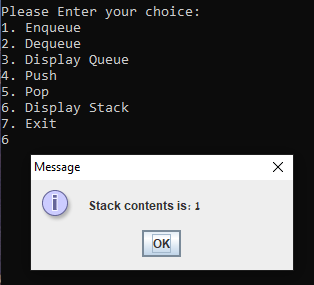 Please Enter your choice:
1. Enqueue
2. Dequeue
3. Display Queue
4. Push
5. Pop
6. Display Stack
7. Exit
6
Message
Stack contents is: 1
OK